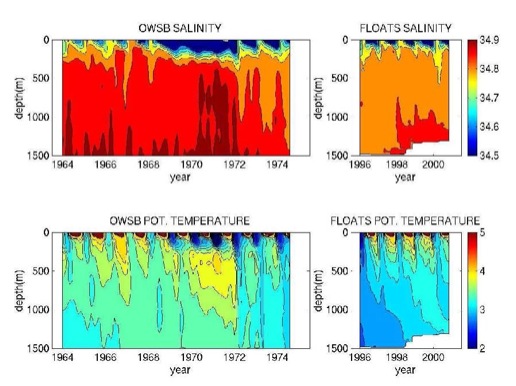 OWSB SALINITY
0
500
1000
1500
depth(m)
1964 1966 1968 1970 1972 1974
year
FLOATS SALINITY
0
500
1000
1500
depth(m)
1996 1998 2000
year
34.9
34.8
34.7
34.6
34.5
OWSB POT. TEMPERATURE
0
500
1000
1500
depth(m)
1964 1966 1968 1970 1972 1974
year
FLOATS POT. TEMPERATURE
0
500
1000
1500
depth(m)
1996 1998 2000
year
5
4
3
2